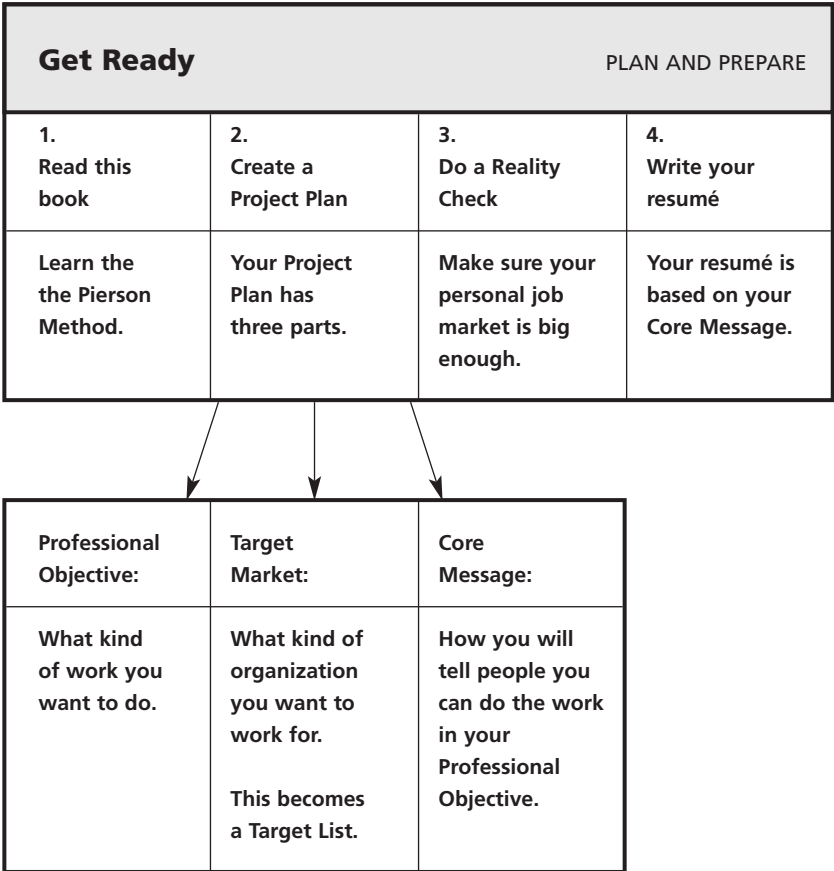 Get Ready
PLAN AND PREPARE
1.
Read this
book
2.
Create a
Project Plan
3.
Do a Reality
Check
4.
Write your
resumé
Learn the
the Pierson
Method.
Your Project
Plan has
three parts.
Make sure your
personal job
market is big
enough.
Your resumé is
based on your
Core Message.
Professional
Objective:
Target
Market:
Core
Message:
What kind
of work you
want to do.
What kind of
organization
you want to
work for.
This becomes
a Target List.
How you will
tell people you
can do the work
in your
Professional
Objective.